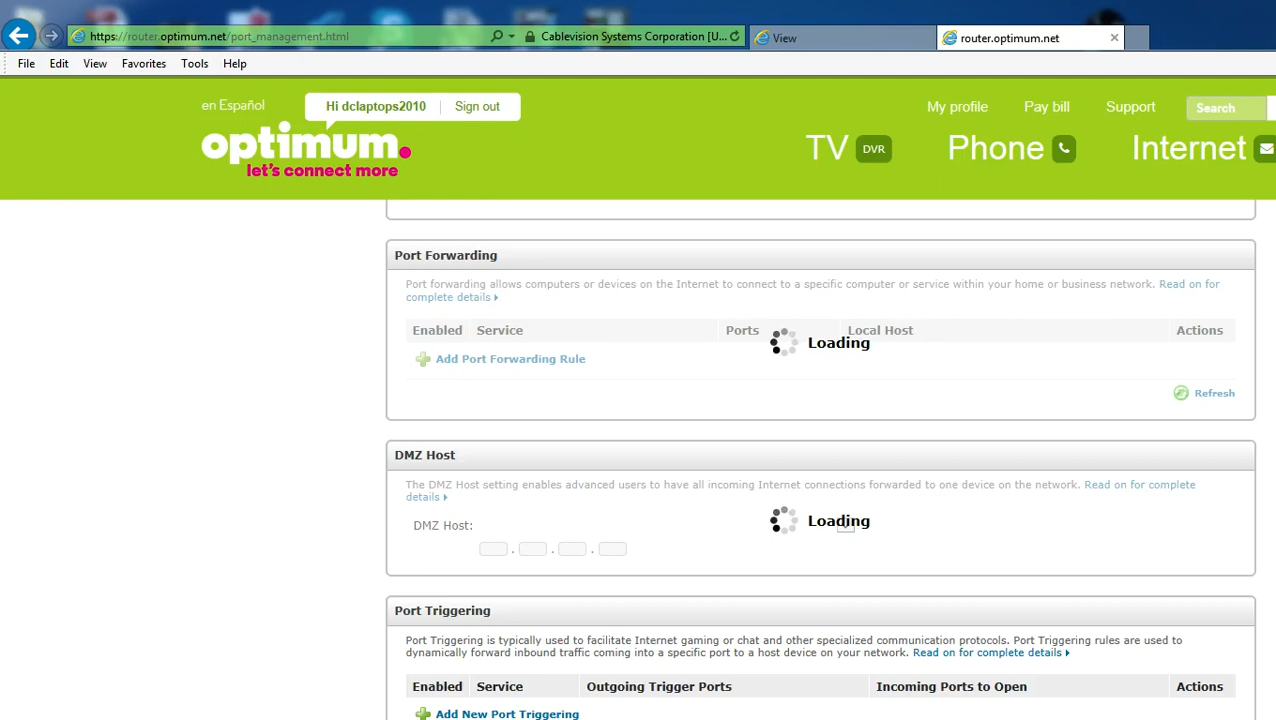 https://router.optimum.net/port_management.html
Cablevision Systems Corporation [U...
View
router.optimum.net
File Edit View Favorites Tools Help
en Español
Hi dclaptops2010
Sign out
My profile
Pay bill
Support
Search
optimum.
let's connect more
TV DVR
Phone
Internet
Port Forwarding
Port forwarding allows computers or devices on the Internet to connect to a specific computer or service within your home or business network. Read on for
complete details
Enabled Service Ports Local Host Actions
Loading
Add Port Forwarding Rule
Refresh
DMZ Host
The DMZ Host setting enables advanced users to have all incoming Internet connections forwarded to one device on the network. Read on for complete
details
Loading
DMZ Host:
. . .
Port Triggering
Port Triggering is typically used to facilitate Internet gaming or chat and other specialized communication protocols. Port Triggering rules are used to
dynamically forward inbound traffic coming into a specific port to a host device on your network. Read on for complete details
Enabled Service Outgoing Trigger Ports Incoming Ports to Open Actions
Add New Port Triggering